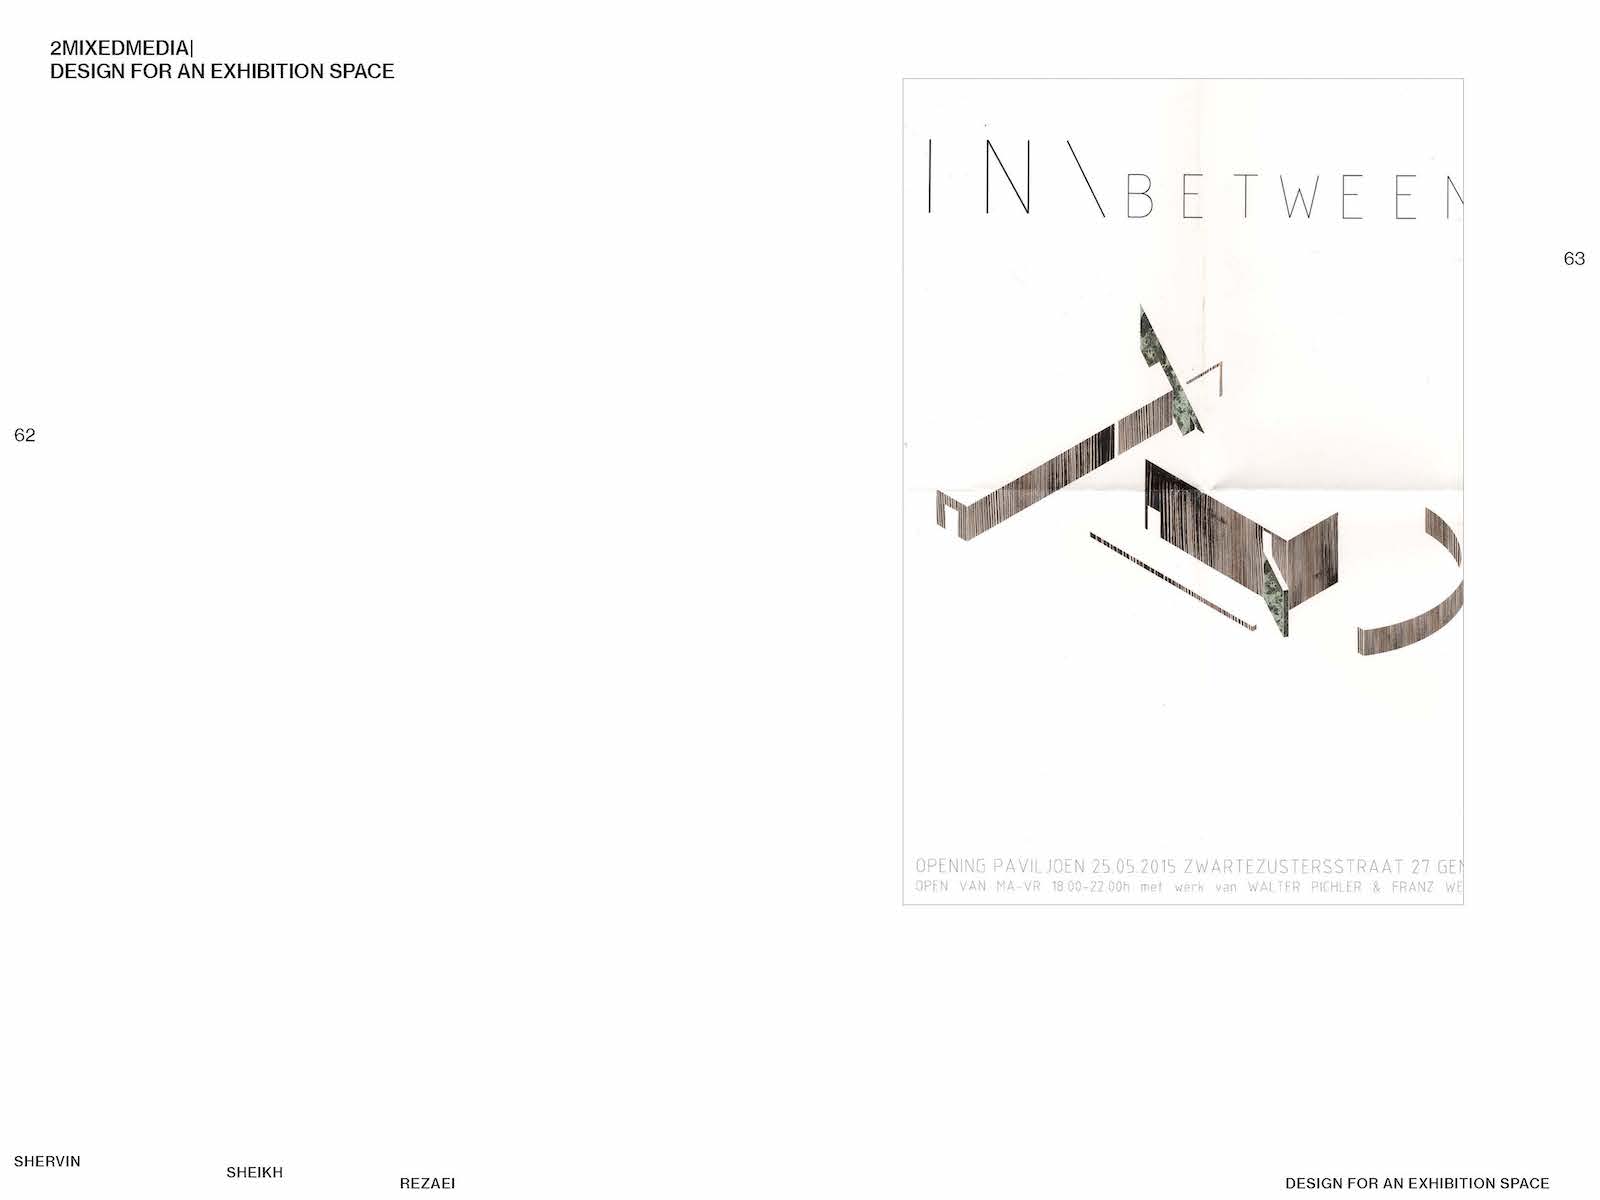 2MIXEDMEDIA|
DESIGN FOR AN EXHIBITION SPACE
IN\BETWEEN
63
62
OPENING PAVILJOEN 25.05.2015 ZWARTEZUSTERSSTRAAT 27 GEN
OPEN VAN MA-VR 18.00-22.00h met werk van WALTER PICHLER & FRANZ WE
SHERVIN
SHEIKH
REZAEI
DESIGN FOR AN EXHIBITION SPACE